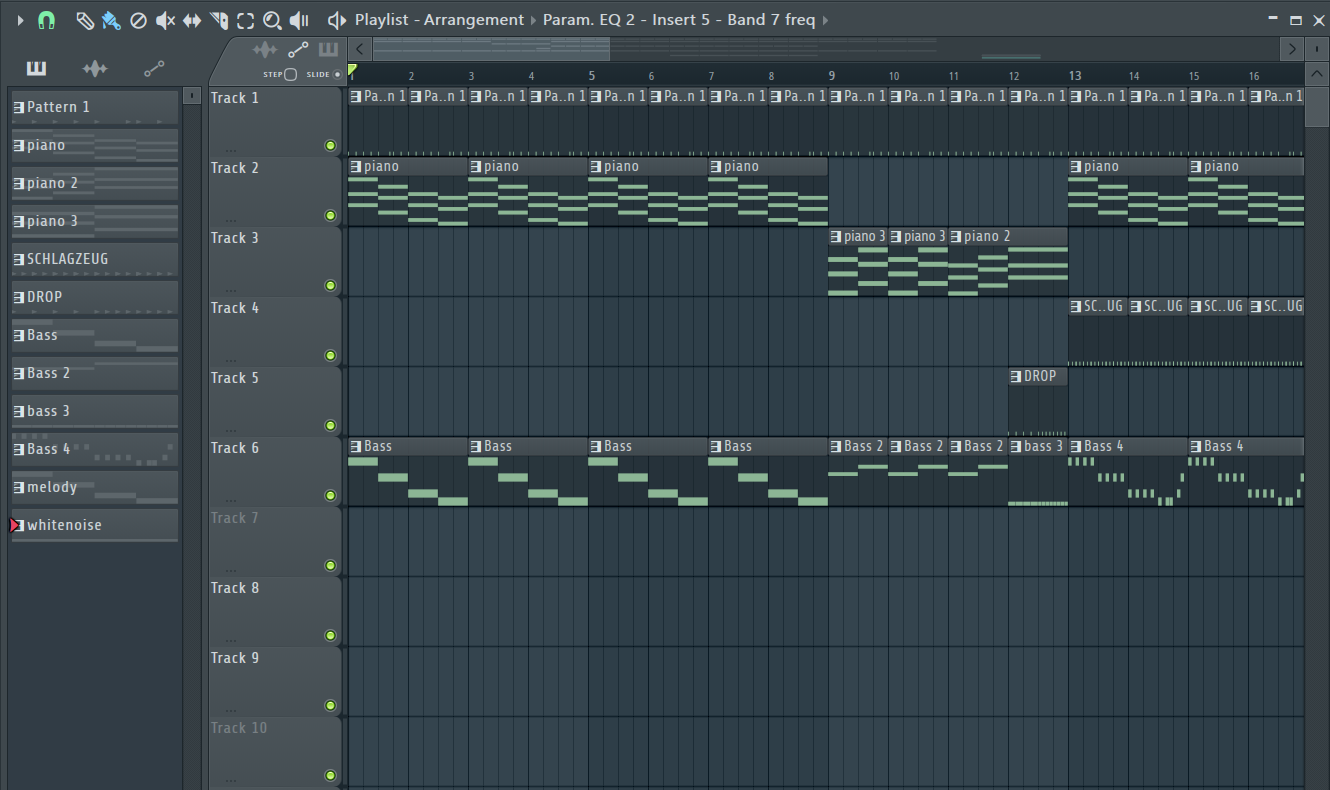 Playlist - Arrangement › Param. EQ 2 - Insert 5 - Band 7 freq ›
STEP SLIDE
1 2 3 4 5 6 7 8 9 10 11 12 13 14 15 16
Pattern 1
piano
piano 2
piano 3
SCHLAGZEUG
DROP
Bass
Bass 2
bass 3
Bass 4
melody
whitenoise
Track 1
Pa..n 1 Pa..n 1 Pa..n 1 Pa..n 1 Pa..n 1 Pa..n 1 Pa..n 1 Pa..n 1 Pa..n 1 Pa..n 1 Pa..n 1 Pa..n 1 Pa..n 1 Pa..n 1 Pa..n 1 Pa..n 1
...
Track 2
piano piano piano piano piano piano
...
Track 3
piano 3 piano 3 piano 2
...
Track 4
SC..UG SC..UG SC..UG SC..UG
...
Track 5
DROP
...
Track 6
Bass Bass Bass Bass Bass 2 Bass 2 Bass 2 bass 3 Bass 4 Bass 4
...
Track 7
...
Track 8
...
Track 9
...
Track 10
...